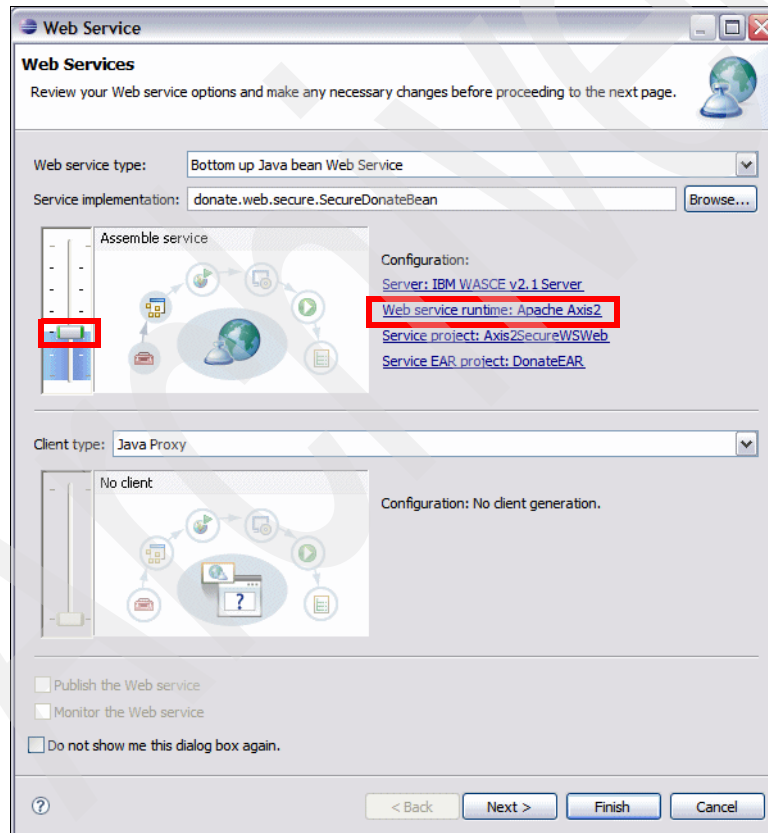 Web Service
Web Services
Review your Web service options and make any necessary changes before proceeding to the next page.
Web service type: Bottom up Java bean Web Service
Service implementation: donate.web.secure.SecureDonateBean Browse...
Assemble service
Configuration:
Server: IBM WASCE v2.1 Server
Web service runtime: Apache Axis2
Service project: Axis2SecureWSWeb
Service EAR project: DonateEAR
Client type: Java Proxy
No client
Configuration: No client generation.
?
Publish the Web service
Monitor the Web service
Do not show me this dialog box again.
? < Back Next > Finish Cancel